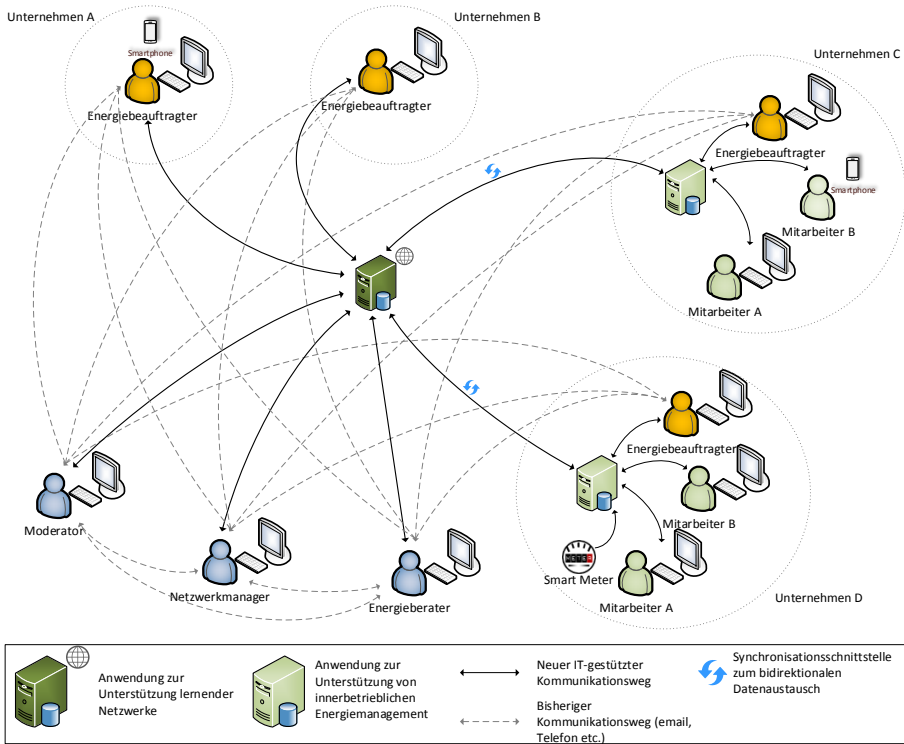 Unternehmen A
Smartphone
Energiebeauftragter
Unternehmen B
Energiebeauftragter
Unternehmen C
Energiebeauftragter
Smartphone
Mitarbeiter B
Mitarbeiter A
Energiebeauftragter
Mitarbeiter B
METER
Smart Meter
Mitarbeiter A
Unternehmen D
Moderator
Netzwerkmanager
Energieberater
Anwendung zur
Unterstützung lernender
Netzwerke
Anwendung zur
Unterstützung von
innerbetrieblichen
Energiemanagement
Neuer IT-gestützter
Kommunikationsweg
Bisheriger
Kommunikationsweg (email,
Telefon etc.)
Synchronisationsschnittstelle
zum bidirektionalen
Datenaustausch